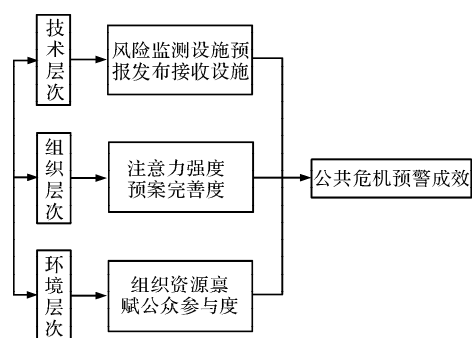 技术层次
风险监测设施预
报发布接收设施
组织层次
注意力强度
预案完善度
公共危机预警成效
环境层次
组织资源禀
赋公众参与度